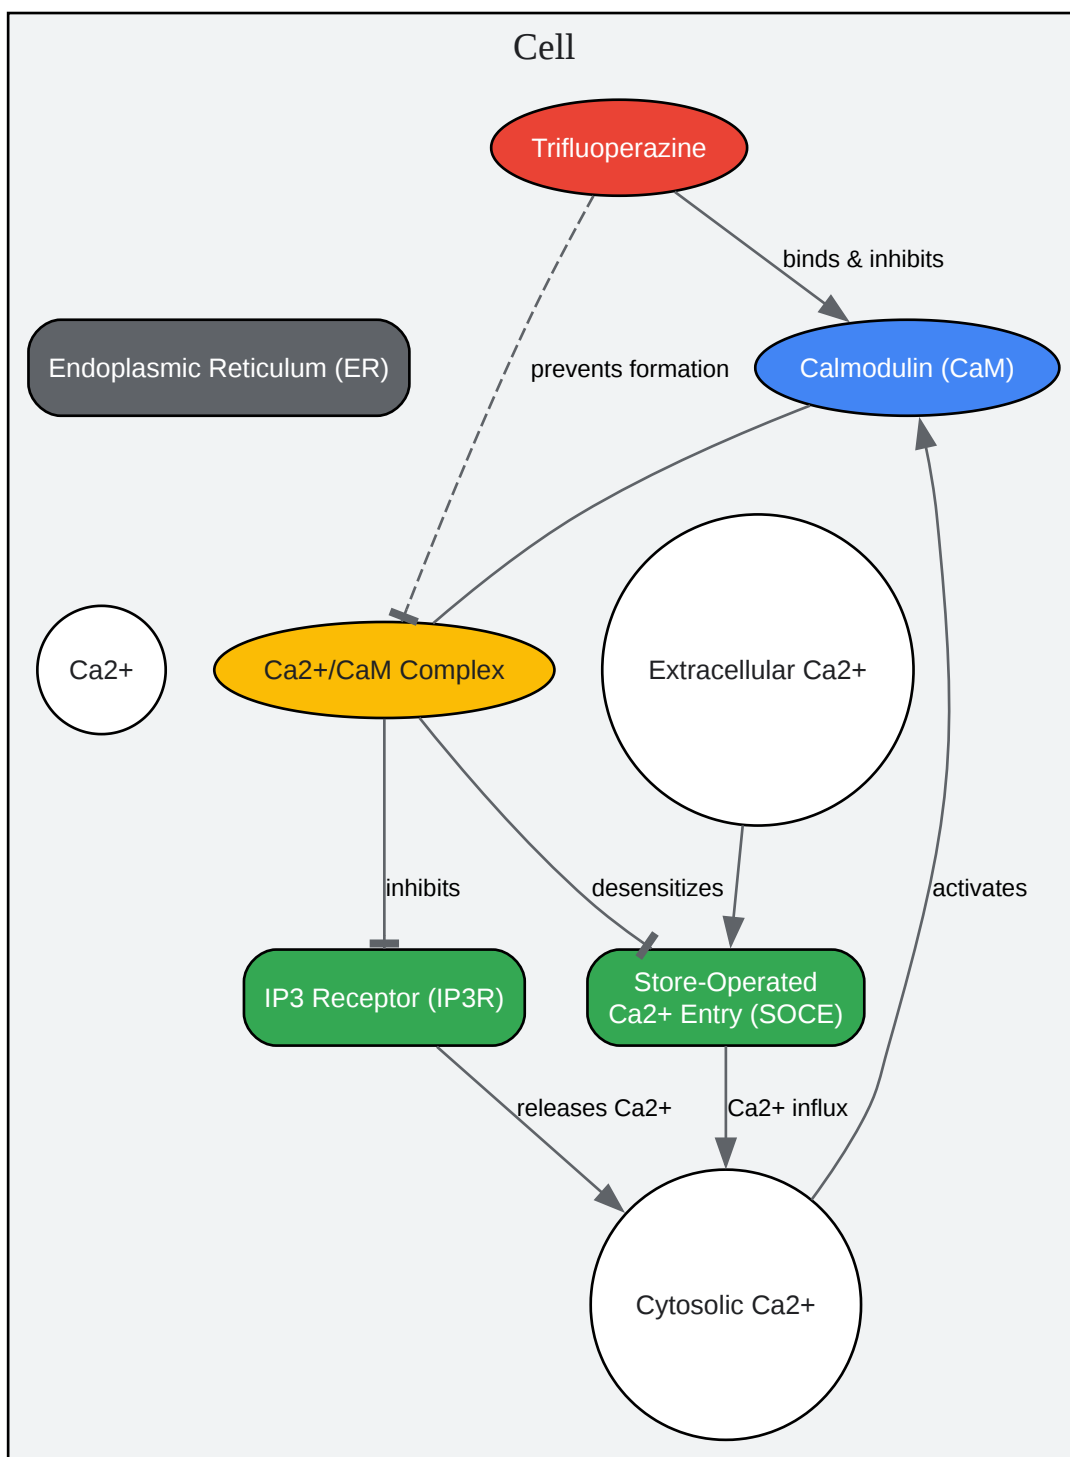 Cell
Trifluoperazine
binds & inhibits
Endoplasmic Reticulum (ER)
prevents formation
Calmodulin (CaM)
Ca2+
Ca2+/CaM Complex
Extracellular Ca2+
inhibits
desensitizes
activates
IP3 Receptor (IP3R)
Store-Operated
Ca2+ Entry (SOCE)
releases Ca2+
Ca2+ influx
Cytosolic Ca2+